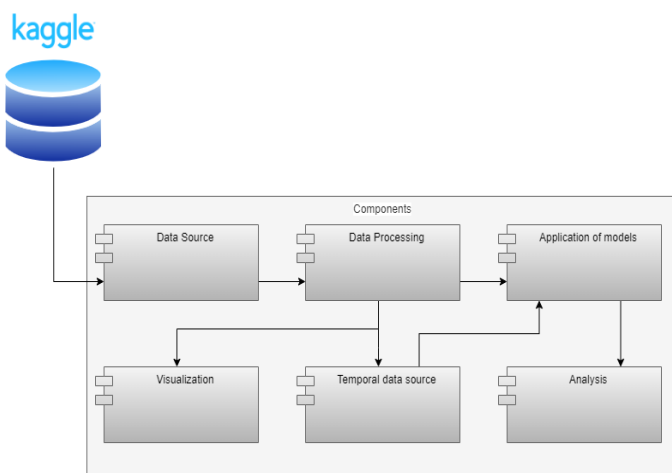 kaggle
Components
Data Source
Data Processing
Application of models
Visualization
Temporal data source
Analysis